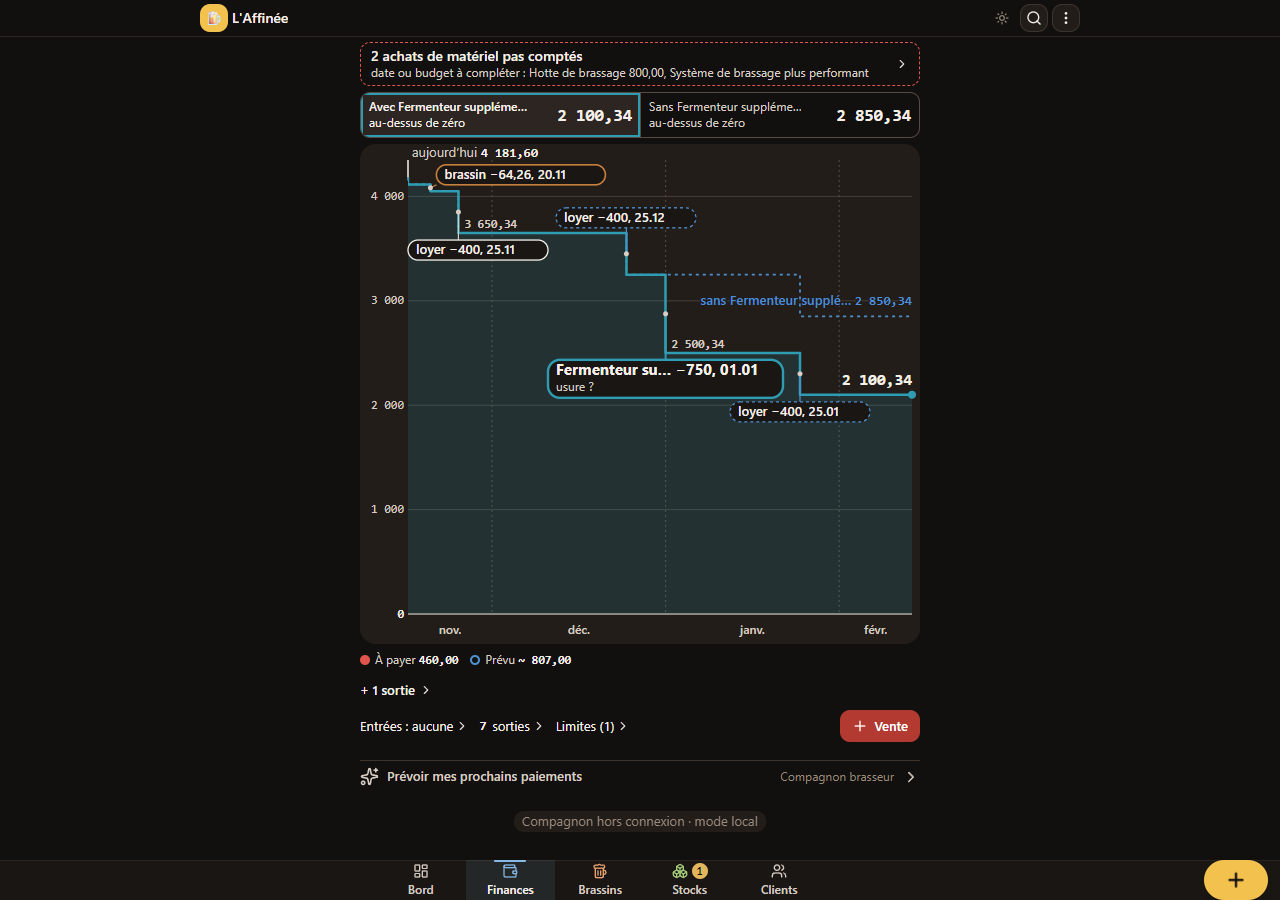 L'Affinée
2 achats de matériel pas comptés
date ou budget à compléter : Hotte de brassage 800,00, Système de brassage plus performant
Avec Fermenteur suppléme...
au-dessus de zéro
2 100,34
Sans Fermenteur suppléme...
au-dessus de zéro
2 850,34
aujourd'hui 4 181,60
brassin −64,26, 20.11
4 000
loyer −400, 25.12
3 650,34
loyer −400, 25.11
3 000
sans Fermenteur supplé... 2 850,34
2 500,34
Fermenteur su... −750, 01.01
usure ?
2 100,34
2 000
loyer −400, 25.01
1 000
0
nov.
déc.
janv.
févr.
À payer 460,00
Prévu ~ 807,00
+ 1 sortie
Entrées : aucune
7 sorties
Limites (1)
Vente
Prévoir mes prochains paiements
Compagnon brasseur
Compagnon hors connexion · mode local
Bord
Finances
Brassins
1
Stocks
Clients